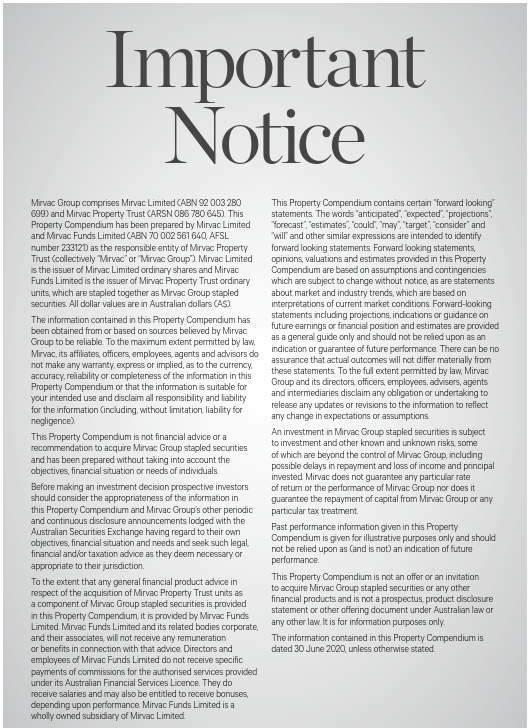 Important
Notice
Mirvac Group comprises Mirvac Limited (ABN 92 003 280
699) and Mirvac Property Trust (ARSN 086 780 645). This
Property Compendium has been prepared by Mirvac Limited
and Mirvac Funds Limited (ABN 70 002 561 640, AFSL
number 233121) as the responsible entity of Mirvac Property
Trust (collectively “Mirvac” or “Mirvac Group”). Mirvac Limited
is the issuer of Mirvac Limited ordinary shares and Mirvac
Funds Limited is the issuer of Mirvac Property Trust ordinary
units, which are stapled together as Mirvac Group stapled
securities. All dollar values are in Australian dollars (A$).
The information contained in this Property Compendium has
been obtained from or based on sources believed by Mirvac
Group to be reliable. To the maximum extent permitted by law,
Mirvac, its affiliates, officers, employees, agents and advisors do
not make any warranty, express or implied, as to the currency,
accuracy, reliability or completeness of the information in this
Property Compendium or that the information is suitable for
your intended use and disclaim all responsibility and liability
for the information (including, without limitation, liability for
negligence).
This Property Compendium is not financial advice or a
recommendation to acquire Mirvac Group stapled securities
and has been prepared without taking into account the
objectives, financial situation or needs of individuals.
Before making an investment decision prospective investors
should consider the appropriateness of the information in
this Property Compendium and Mirvac Group’s other periodic
and continuous disclosure announcements lodged with the
Australian Securities Exchange having regard to their own
objectives, financial situation and needs and seek such legal,
financial and/or taxation advice as they deem necessary or
appropriate to their jurisdiction.
To the extent that any general financial product advice in
respect of the acquisition of Mirvac Property Trust units as
a component of Mirvac Group stapled securities is provided
in this Property Compendium, it is provided by Mirvac Funds
Limited. Mirvac Funds Limited and its related bodies corporate,
and their associates, will not receive any remuneration
or benefits in connection with that advice. Directors and
employees of Mirvac Funds Limited do not receive specific
payments of commissions for the authorised services provided
under its Australian Financial Services Licence. They do
receive salaries and may also be entitled to receive bonuses,
depending upon performance. Mirvac Funds Limited is a
wholly owned subsidiary of Mirvac Limited.
This Property Compendium contains certain “forward looking”
statements. The words “anticipated”, “expected”, “projections”,
“forecast”, “estimates”, “could”, “may”, “target”, “consider” and
“will” and other similar expressions are intended to identify
forward looking statements. Forward looking statements,
opinions, valuations and estimates provided in this Property
Compendium are based on assumptions and contingencies
which are subject to change without notice, as are statements
about market and industry trends, which are based on
interpretations of current market conditions. Forward-looking
statements including projections, indications or guidance on
future earnings or financial position and estimates are provided
as a general guide only and should not be relied upon as an
indication or guarantee of future performance. There can be no
assurance that actual outcomes will not differ materially from
these statements. To the full extent permitted by law, Mirvac
Group and its directors, officers, employees, advisers, agents
and intermediaries disclaim any obligation or undertaking to
release any updates or revisions to the information to reflect
any change in expectations or assumptions.
An investment in Mirvac Group stapled securities is subject
to investment and other known and unknown risks, some
of which are beyond the control of Mirvac Group, including
possible delays in repayment and loss of income and principal
invested. Mirvac does not guarantee any particular rate
of return or the performance of Mirvac Group nor does it
guarantee the repayment of capital from Mirvac Group or any
particular tax treatment.
Past performance information given in this Property
Compendium is given for illustrative purposes only and should
not be relied upon as (and is not) an indication of future
performance.
This Property Compendium is not an offer or an invitation
to acquire Mirvac Group stapled securities or any other
financial products and is not a prospectus, product disclosure
statement or other offering document under Australian law or
any other law. It is for information purposes only.
The information contained in this Property Compendium is
dated 30 June 2020, unless otherwise stated.